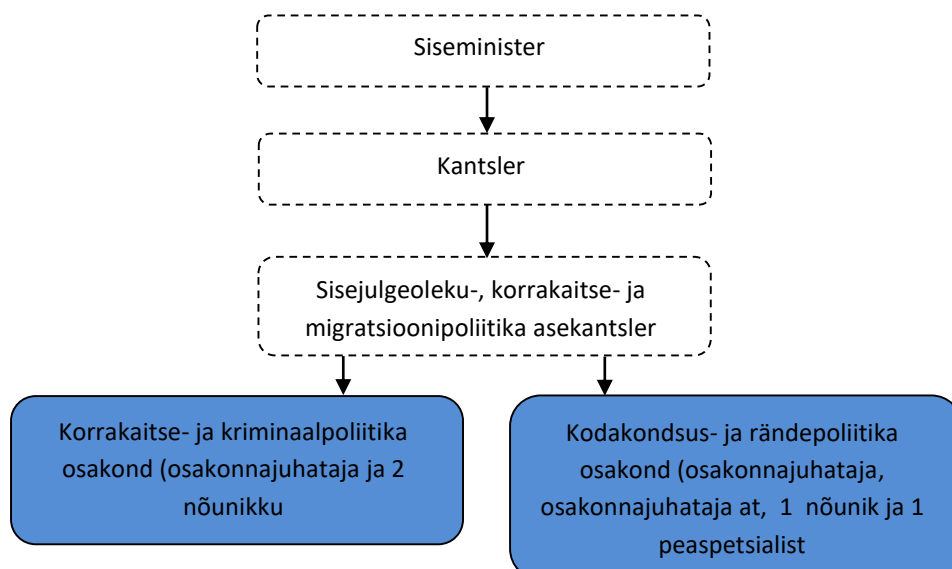 Siseminister
Kantsler
Sisejulgeoleku-, korrakaitse- ja
migratsioonipoliitika asekantsler
Korrakaitse- ja kriminaalpoliitika
osakond (osakonnajuhataja ja 2
nõunikku
Kodakondsus- ja rändepoliitika
osakond (osakonnajuhataja,
osakonnajuhataja at, 1 nõunik ja 1
peaspetsialist